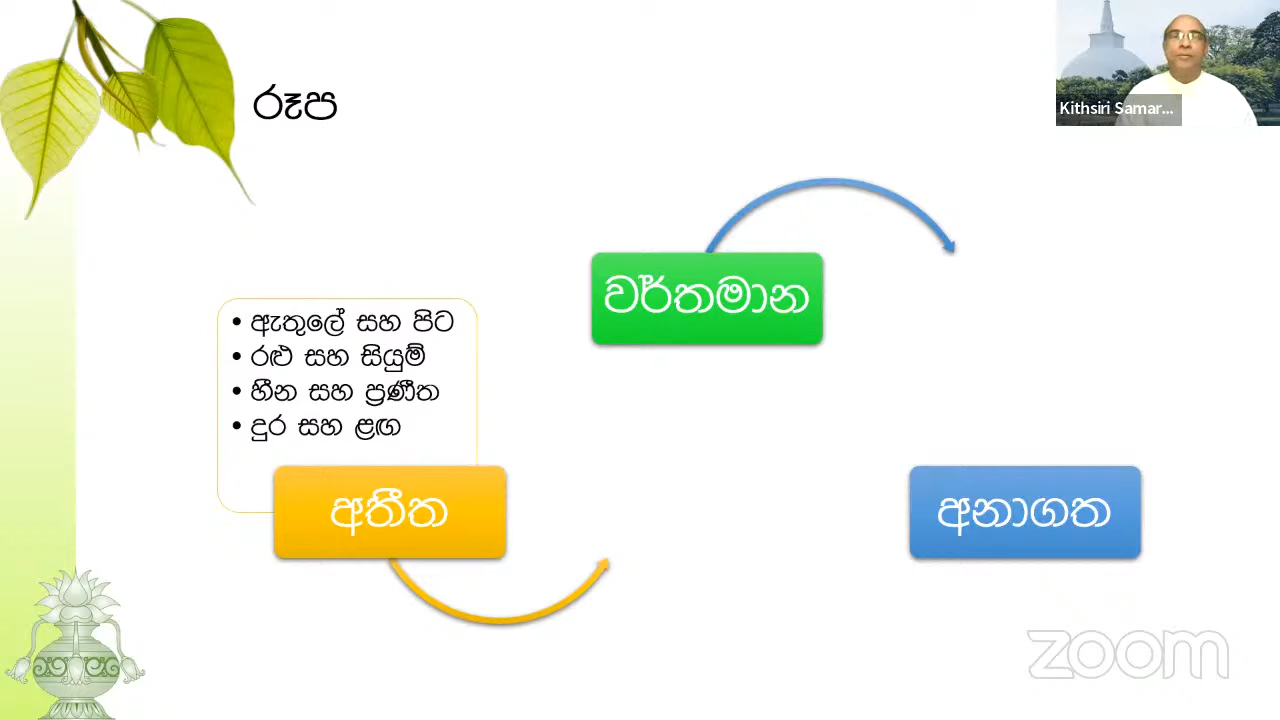 රූප
Kithsiri Samar...
වර්තමාන
• ඇතුලේ සහ පිට
• රළු සහ සියුම්
• හීන සහ ප්‍රණීත
• දුර සහ ළඟ
අතීත
අනාගත
zoom